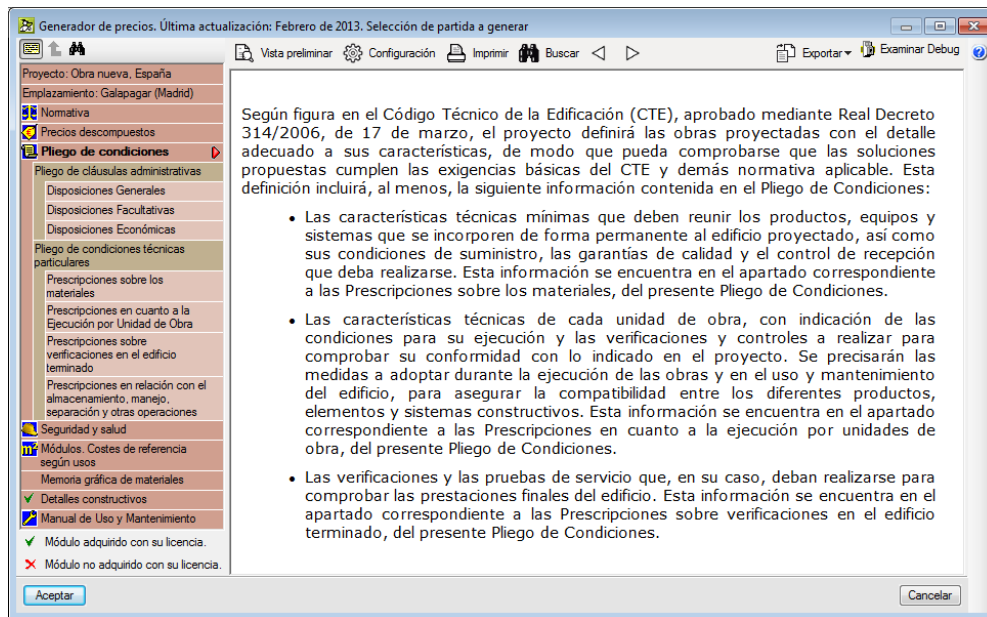 Generador de precios. Última actualización: Febrero de 2013. Selección de partida a generar
Vista preliminar Configuración Imprimir Buscar Exportar Examinar Debug
Proyecto: Obra nueva, España
Emplazamiento: Galapagar (Madrid)
Normativa
Precios descompuestos
Pliego de condiciones
Pliego de cláusulas administrativas
Disposiciones Generales
Disposiciones Facultativas
Disposiciones Económicas
Pliego de condiciones técnicas
particulares
Prescripciones sobre los
materiales
Prescripciones en cuanto a la
Ejecución por Unidad de Obra
Prescripciones sobre
verificaciones en el edificio
terminado
Prescripciones en relación con el
almacenamiento, manejo,
separación y otras operaciones
Seguridad y salud
Módulos. Costes de referencia
según usos
Memoria gráfica de materiales
Detalles constructivos
Manual de Uso y Mantenimiento
Módulo adquirido con su licencia.
Módulo no adquirido con su licencia.
Según figura en el Código Técnico de la Edificación (CTE), aprobado mediante Real Decreto
314/2006, de 17 de marzo, el proyecto definirá las obras proyectadas con el detalle
adecuado a sus características, de modo que pueda comprobarse que las soluciones
propuestas cumplen las exigencias básicas del CTE y demás normativa aplicable. Esta
definición incluirá, al menos, la siguiente información contenida en el Pliego de Condiciones:
• Las características técnicas mínimas que deben reunir los productos, equipos y
sistemas que se incorporen de forma permanente al edificio proyectado, así como
sus condiciones de suministro, las garantías de calidad y el control de recepción
que deba realizarse. Esta información se encuentra en el apartado correspondiente
a las Prescripciones sobre los materiales, del presente Pliego de Condiciones.
• Las características técnicas de cada unidad de obra, con indicación de las
condiciones para su ejecución y las verificaciones y controles a realizar para
comprobar su conformidad con lo indicado en el proyecto. Se precisarán las
medidas a adoptar durante la ejecución de las obras y en el uso y mantenimiento
del edificio, para asegurar la compatibilidad entre los diferentes productos,
elementos y sistemas constructivos. Esta información se encuentra en el apartado
correspondiente a las Prescripciones en cuanto a la ejecución por unidades de
obra, del presente Pliego de Condiciones.
• Las verificaciones y las pruebas de servicio que, en su caso, deban realizarse para
comprobar las prestaciones finales del edificio. Esta información se encuentra en el
apartado correspondiente a las Prescripciones sobre verificaciones en el edificio
terminado, del presente Pliego de Condiciones.
Aceptar Cancelar